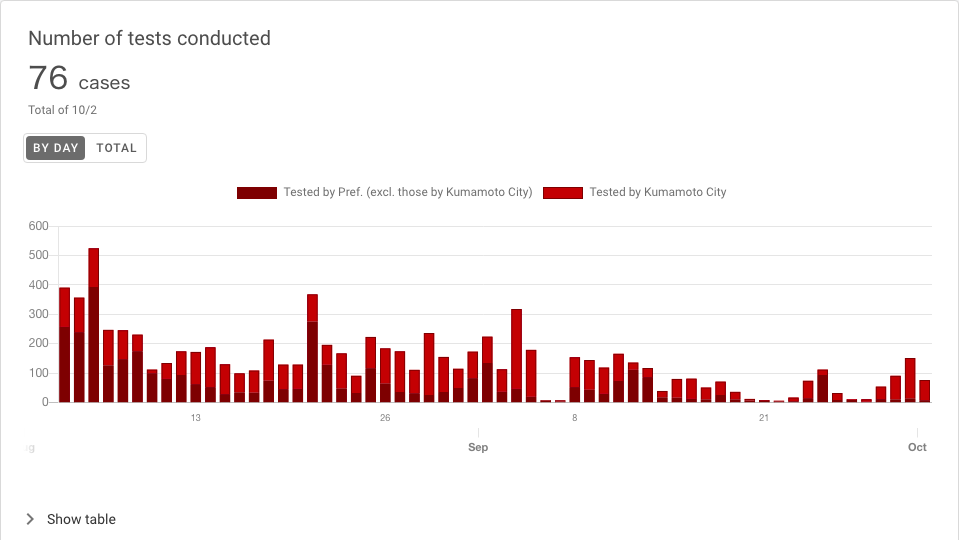 Number of tests conducted
76 cases
Total of 10/2
BY DAY TOTAL
Tested by Pref. (excl. those by Kumamoto City) Tested by Kumamoto City
600
500
400
300
200
100
0
13 26 8 21
g Sep Oct
Show table